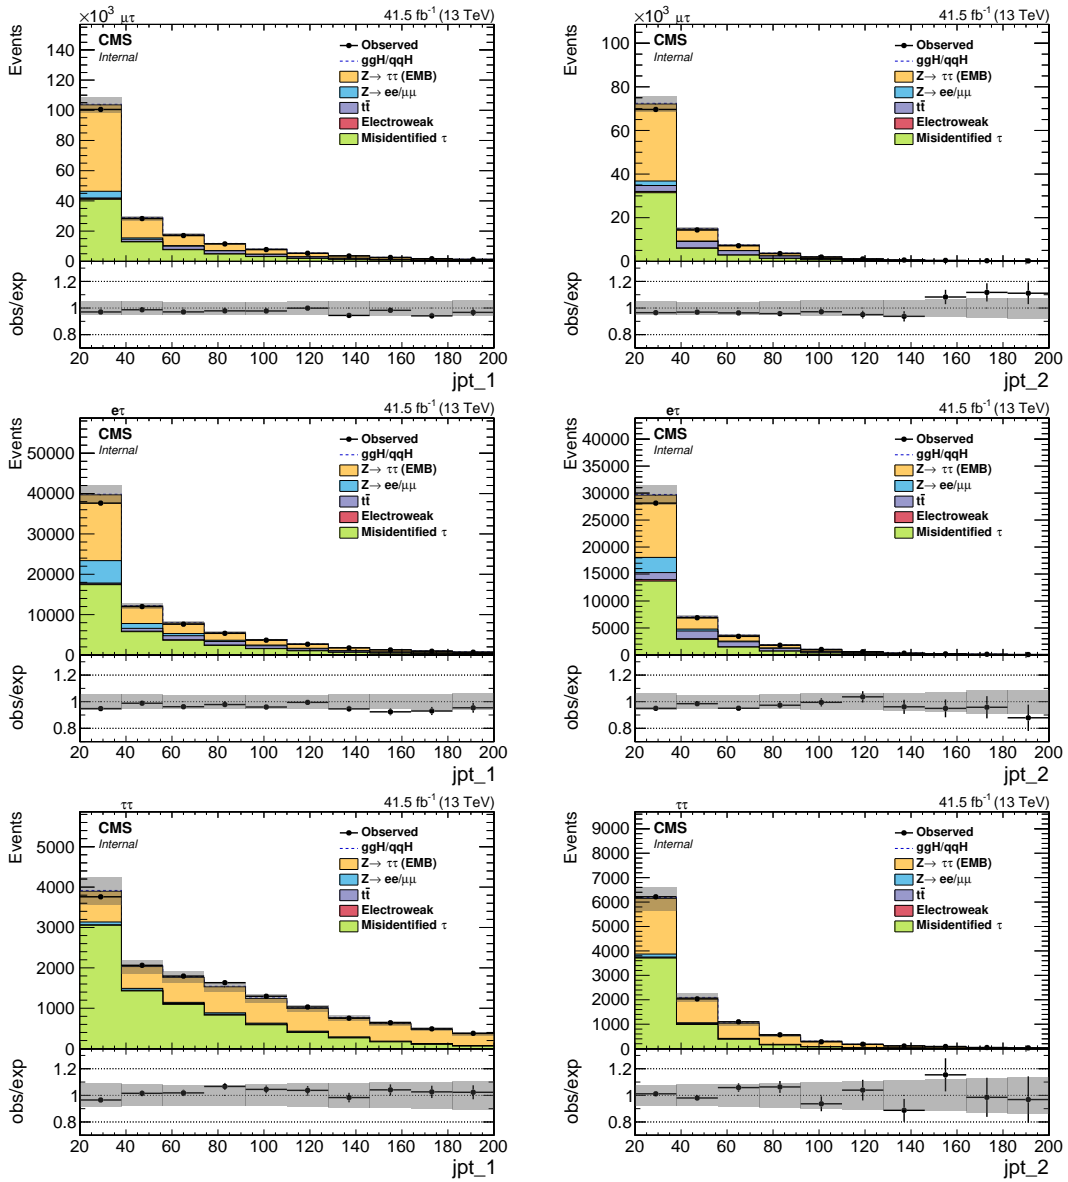 ×10³ μτ 41.5 fb⁻¹ (13 TeV)
Events
CMS
Internal
Observed
ggH/qqH
Z→ ττ (EMB)
Z→ ee/μμ
tt̄
Electroweak
Misidentified τ
140
120
100
80
60
40
20
0
obs/exp
1.2
1
0.8
20 40 60 80 100 120 140 160 180 200
jpt_1
×10³ μτ 41.5 fb⁻¹ (13 TeV)
Events
CMS
Internal
Observed
ggH/qqH
Z→ ττ (EMB)
Z→ ee/μμ
tt̄
Electroweak
Misidentified τ
100
80
60
40
20
0
obs/exp
1.2
1
0.8
20 40 60 80 100 120 140 160 180 200
jpt_2
eτ 41.5 fb⁻¹ (13 TeV)
Events
CMS
Internal
Observed
ggH/qqH
Z→ ττ (EMB)
Z→ ee/μμ
tt̄
Electroweak
Misidentified τ
50000
40000
30000
20000
10000
0
obs/exp
1.2
1
0.8
20 40 60 80 100 120 140 160 180 200
jpt_1
eτ 41.5 fb⁻¹ (13 TeV)
Events
CMS
Internal
Observed
ggH/qqH
Z→ ττ (EMB)
Z→ ee/μμ
tt̄
Electroweak
Misidentified τ
40000
35000
30000
25000
20000
15000
10000
5000
0
obs/exp
1.2
1
0.8
20 40 60 80 100 120 140 160 180 200
jpt_2
ττ 41.5 fb⁻¹ (13 TeV)
Events
CMS
Internal
Observed
ggH/qqH
Z→ ττ (EMB)
Z→ ee/μμ
tt̄
Electroweak
Misidentified τ
5000
4000
3000
2000
1000
0
obs/exp
1.2
1
0.8
20 40 60 80 100 120 140 160 180 200
jpt_1
ττ 41.5 fb⁻¹ (13 TeV)
Events
CMS
Internal
Observed
ggH/qqH
Z→ ττ (EMB)
Z→ ee/μμ
tt̄
Electroweak
Misidentified τ
9000
8000
7000
6000
5000
4000
3000
2000
1000
0
obs/exp
1.2
1
0.8
20 40 60 80 100 120 140 160 180 200
jpt_2